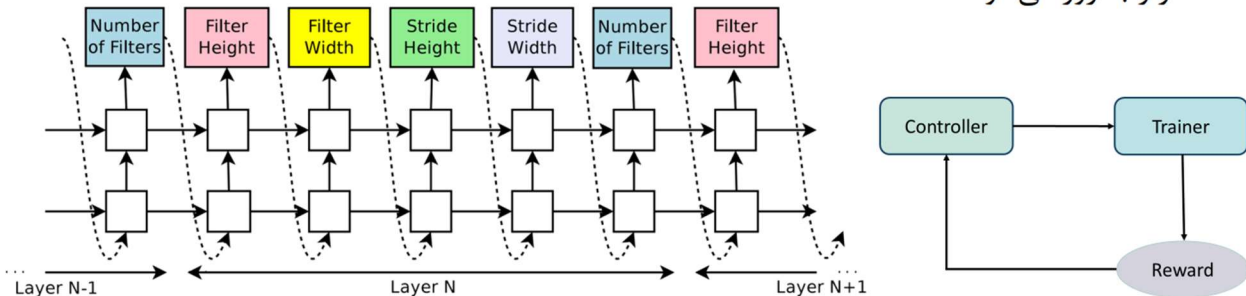 Number
of Filters
Filter
Height
Filter
Width
Stride
Height
Stride
Width
Number
of Filters
Filter
Height
... Layer N-1
Layer N
Layer N+1 ...
Controller
Trainer
Reward